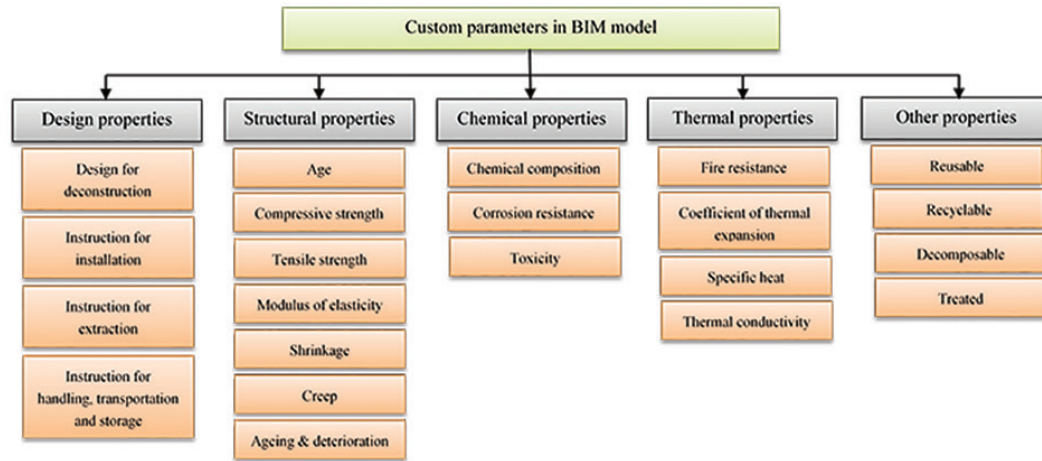 Custom parameters in BIM model
Design properties
Design for
deconstruction
Instruction for
installation
Instruction for
extraction
Instruction for
handling, transportation
and storage
Structural properties
Age
Compressive strength
Tensile strength
Modulus of elasticity
Shrinkage
Creep
Ageing & deterioration
Chemical properties
Chemical composition
Corrosion resistance
Toxicity
Thermal properties
Fire resistance
Coefficient of thermal
expansion
Specific heat
Thermal conductivity
Other properties
Reusable
Recyclable
Decomposable
Treated